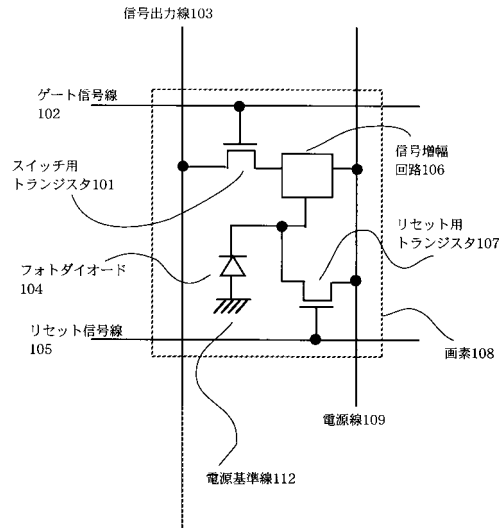 信号出力線103
ゲート信号線
102
スイッチ用
トランジスタ101
信号増幅
回路106
リセット用
トランジスタ107
フォトダイオード
104
リセット信号線
105
画素108
電源線109
電源基準線112